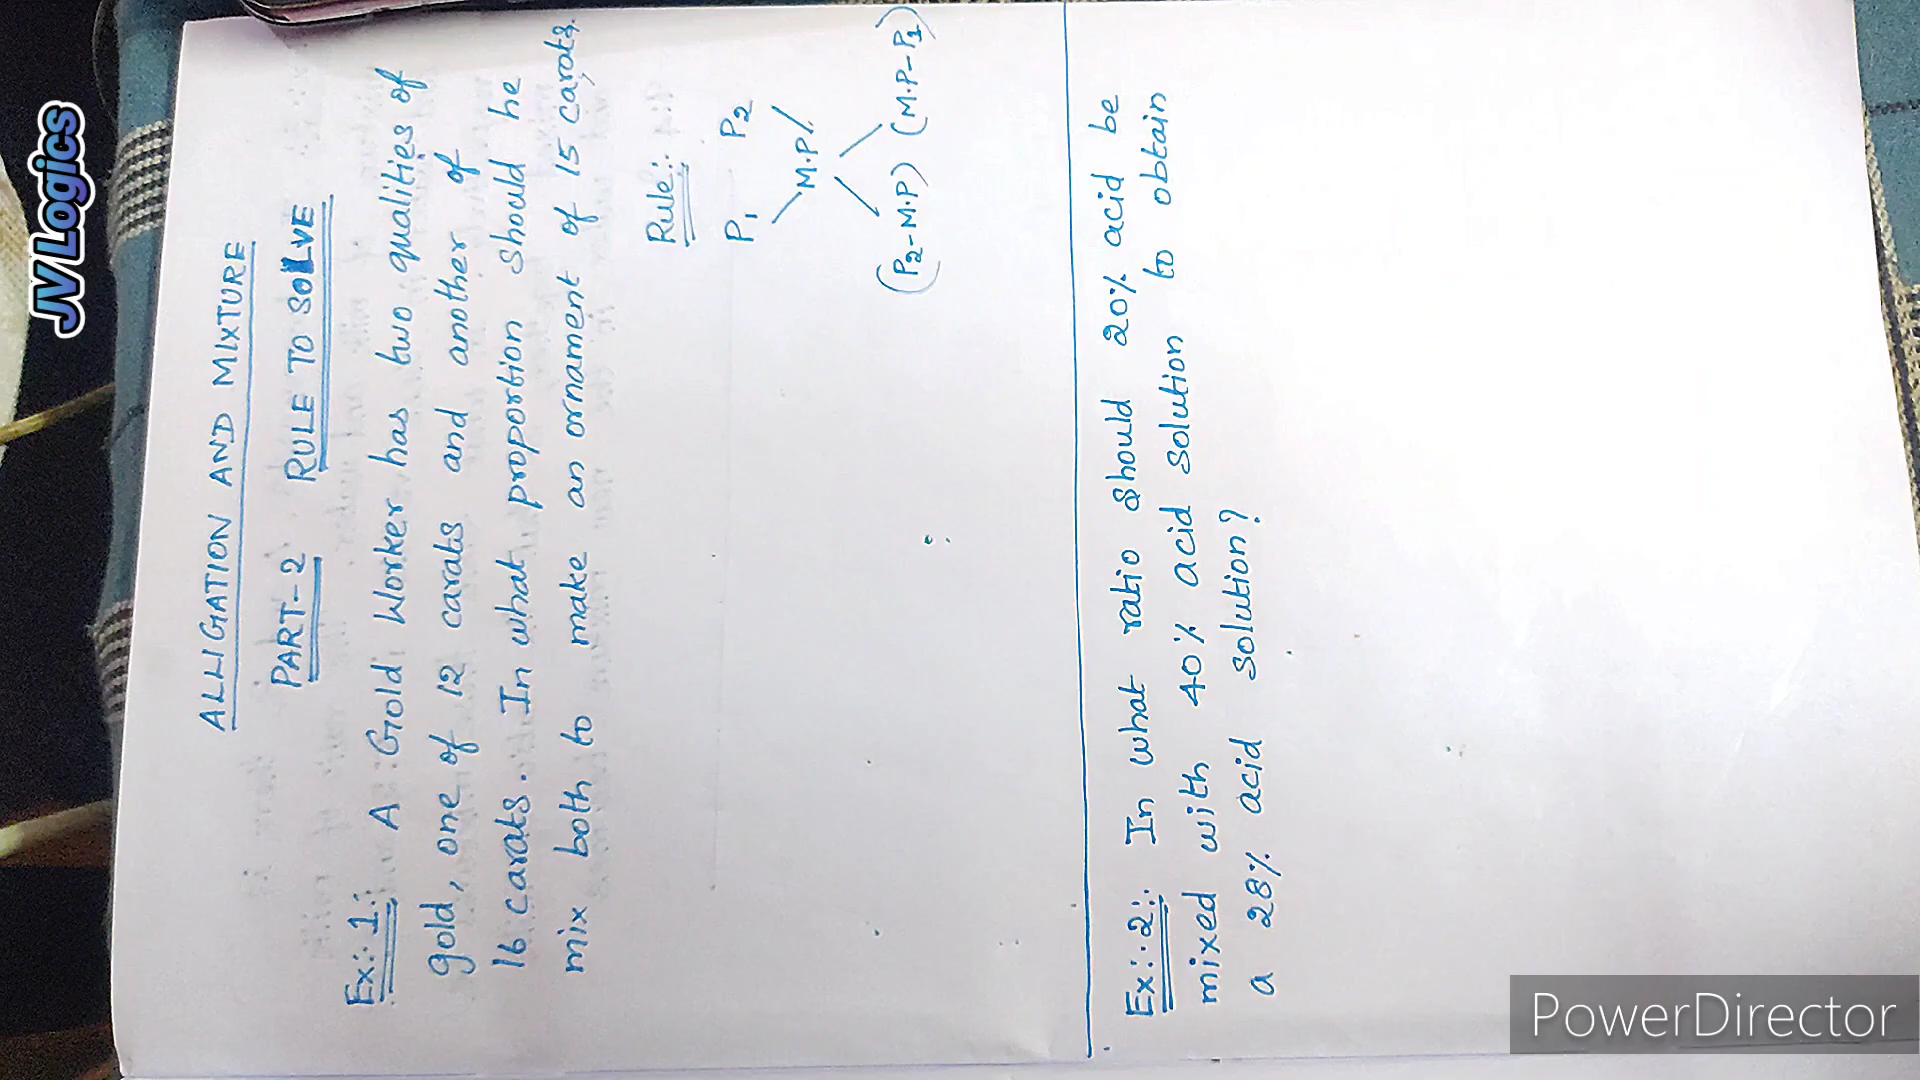 JV Logics
ALLIGATION AND MIXTURE
PART-2 RULE TO SOLVE
Ex:-1:- A Gold Worker has two qualities of
gold, one of 12 carats and another of
16 carats. In what proportion should he
mix both to make an ornament of 15 carats.
Rule:-
P1 P2
M.P/.
(P2-M.P) (M.P-P1)
Ex:-2:- In what ratio should 20% acid be
mixed with 40% acid solution to obtain
a 28% acid solution?
PowerDirector